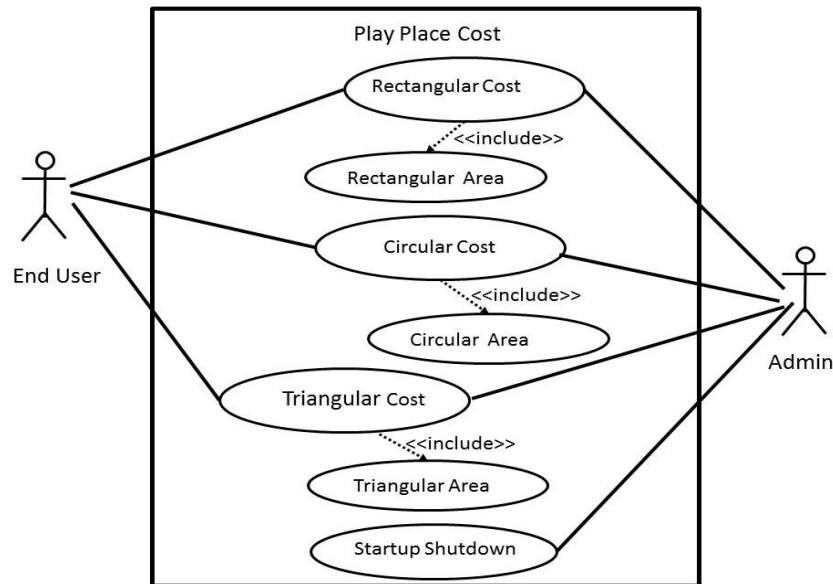 Play Place Cost
Rectangular Cost
<<include>>
Rectangular Area
End User
Circular Cost
<<include>>
Circular Area
Admin
Triangular Cost
<<include>>
Triangular Area
Startup Shutdown